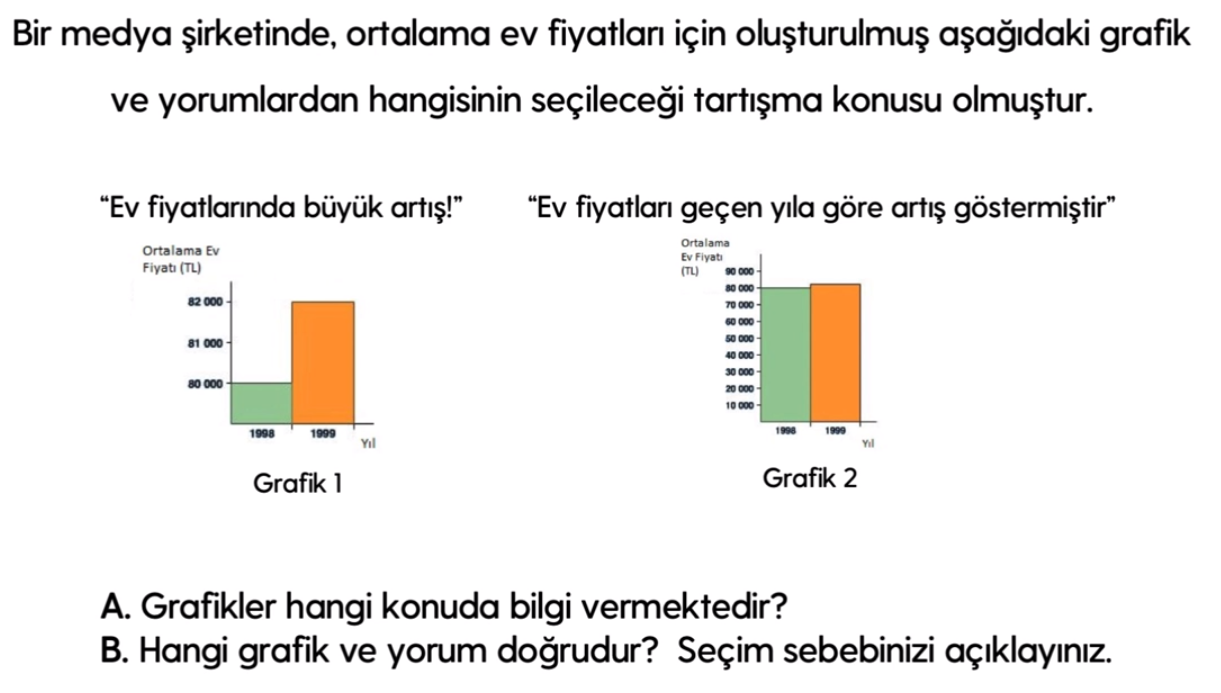 Bir medya şirketinde, ortalama ev fiyatları için oluşturulmuş aşağıdaki grafik
ve yorumlardan hangisinin seçileceği tartışma konusu olmuştur.
“Ev fiyatlarında büyük artış!”
Ortalama Ev
Fiyatı (TL)
82 000
81 000
80 000
1998
1999
Yıl
Grafik 1
“Ev fiyatları geçen yıla göre artış göstermiştir”
Ortalama
Ev Fiyatı
(TL)
90 000
80 000
70 000
60 000
50 000
40 000
30 000
20 000
10 000
1998
1999
Yıl
Grafik 2
A. Grafikler hangi konuda bilgi vermektedir?
B. Hangi grafik ve yorum doğrudur? Seçim sebebinizi açıklayınız.